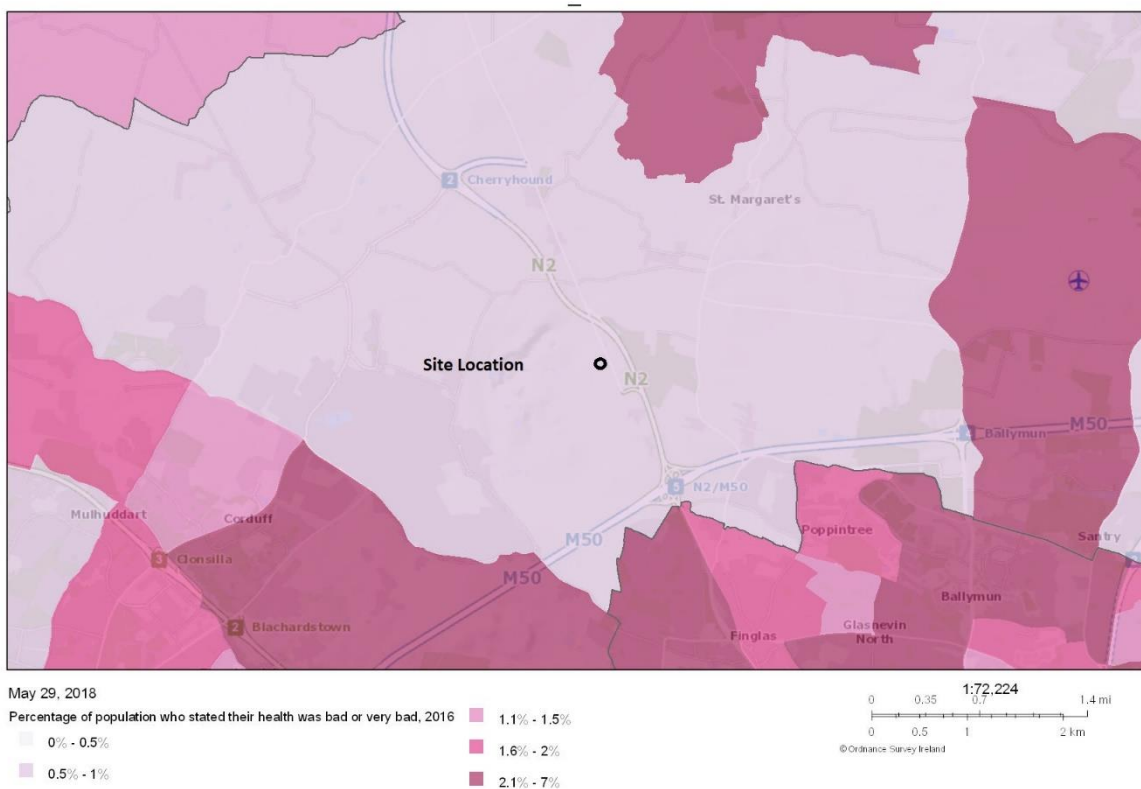 2 Cherryhound
St. Margaret's
N2
Site Location
N2
M50
Ballymun
5 N2/M50
Mulhuddart
Corduff
Poppintree
Santry
3 Clonsilla
M50
M50
Ballymun
2 Blachardstown
Finglas
Glasnevin
North
May 29, 2018
Percentage of population who stated their health was bad or very bad, 2016
0% - 0.5%
0.5% - 1%
1.1% - 1.5%
1.6% - 2%
2.1% - 7%
1:72,224
0 0.35 0.7 1.4 mi
0 0.5 1 2 km
© Ordnance Survey Ireland